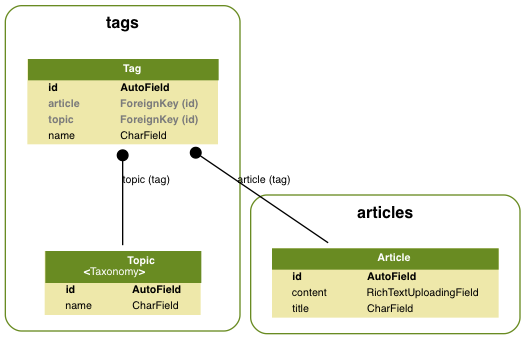 tags
Tag
id AutoField
article ForeignKey (id)
topic ForeignKey (id)
name CharField
topic (tag)
article (tag)
articles
Topic
<Taxonomy>
id AutoField
name CharField
Article
id AutoField
content RichTextUploadingField
title CharField